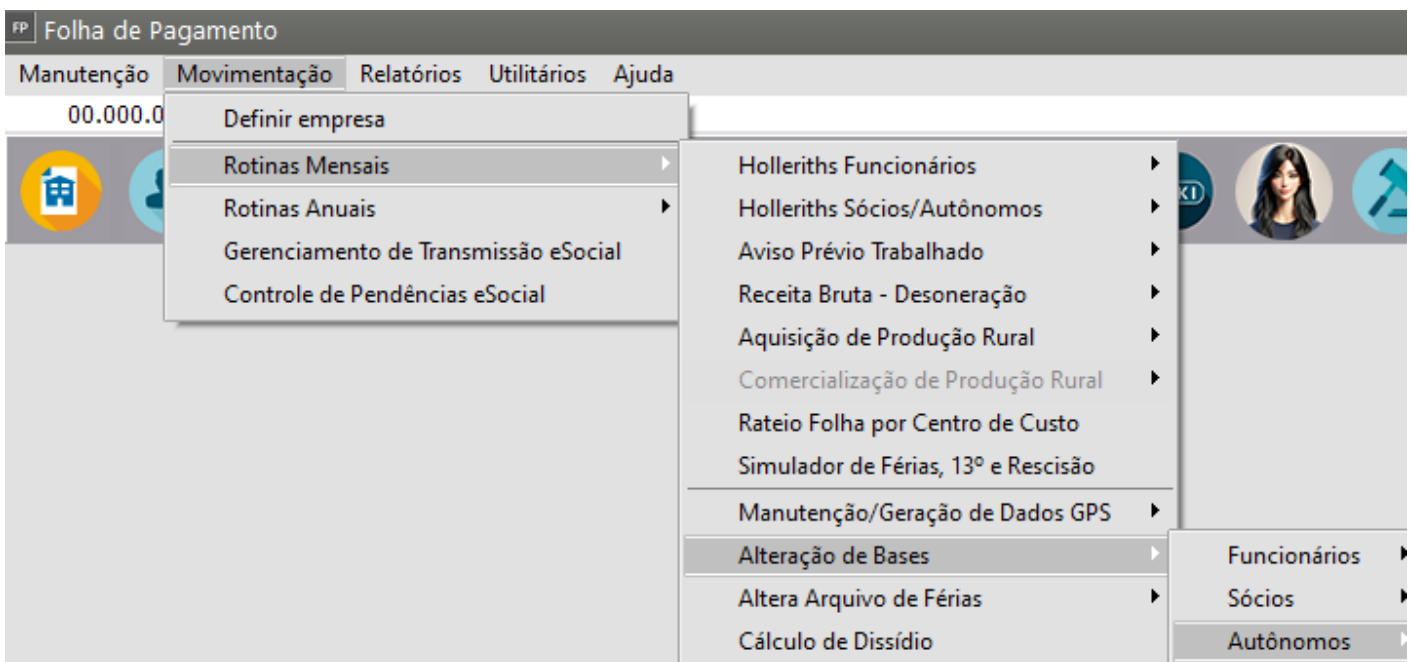 FP Folha de Pagamento
Manutenção Movimentação Relatórios Utilitários Ajuda
00.000.0
Definir empresa
Rotinas Mensais
Rotinas Anuais
Gerenciamento de Transmissão eSocial
Controle de Pendências eSocial
Holleriths Funcionários
Holleriths Sócios/Autônomos
Aviso Prévio Trabalhado
Receita Bruta - Desoneração
Aquisição de Produção Rural
Comercialização de Produção Rural
Rateio Folha por Centro de Custo
Simulador de Férias, 13º e Rescisão
Manutenção/Geração de Dados GPS
Alteração de Bases
Altera Arquivo de Férias
Cálculo de Dissídio
Funcionários
Sócios
Autônomos